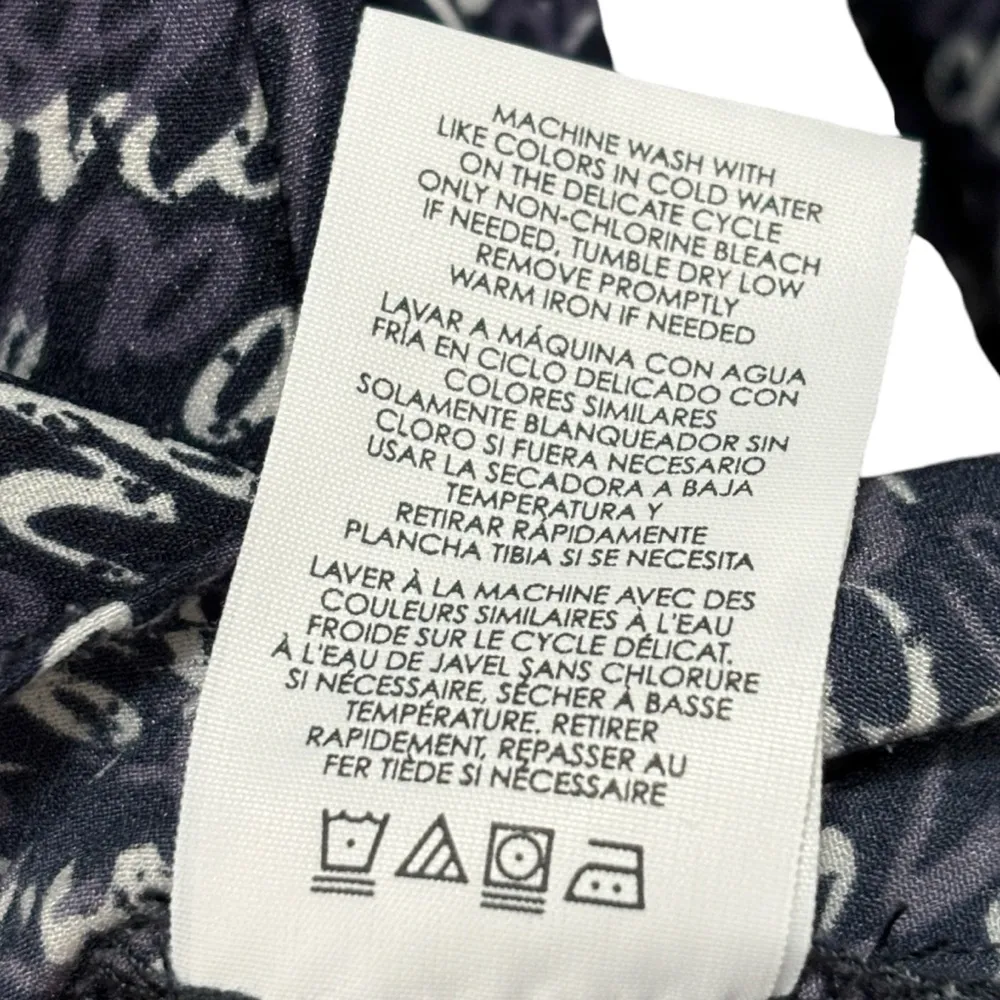 MACHINE WASH WITH
LIKE COLORS IN COLD WATER
ON THE DELICATE CYCLE
ONLY NON-CHLORINE BLEACH
IF NEEDED, TUMBLE DRY LOW
REMOVE PROMPTLY
WARM IRON IF NEEDED
LAVAR A MÁQUINA CON AGUA
FRÍA EN CICLO DELICADO CON
COLORES SIMILARES
SOLAMENTE BLANQUEADOR SIN
CLORO SI FUERA NECESARIO
USAR LA SECADORA A BAJA
TEMPERATURA Y
RETIRAR RÁPIDAMENTE
PLANCHA TIBIA SI SE NECESITA
LAVER À LA MACHINE AVEC DES
COULEURS SIMILAIRES À L'EAU
FROIDE SUR LE CYCLE DÉLICAT.
À L'EAU DE JAVEL SANS CHLORURE
SI NÉCESSAIRE, SÉCHER À BASSE
TEMPÉRATURE. RETIRER
RAPIDEMENT, REPASSER AU
FER TIÈDE SI NÉCESSAIRE